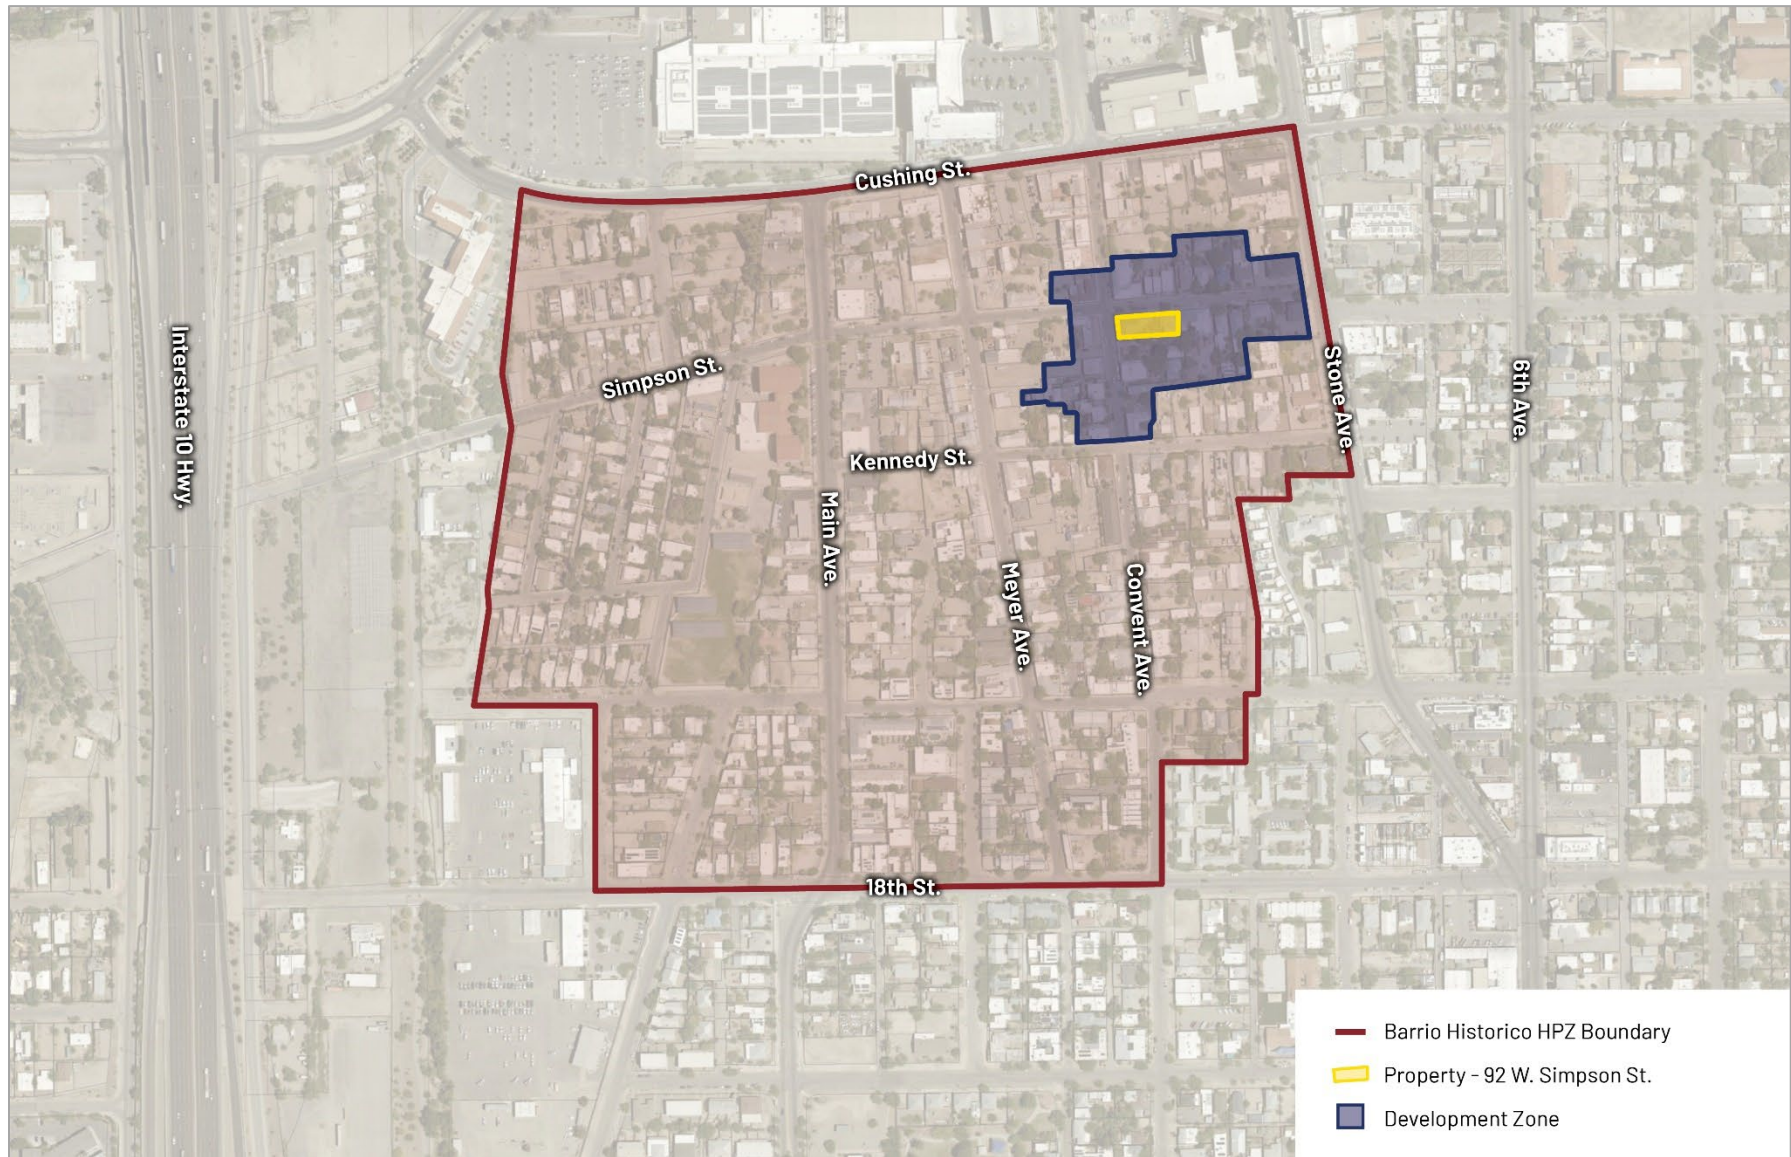 Cushing St.
Interstate 10 Hwy.
Simpson St.
Stone Ave.
6th Ave.
Kennedy St.
Main Ave.
Meyer Ave.
Convent Ave.
18th St.
Barrio Historico HPZ Boundary
Property - 92 W. Simpson St.
Development Zone